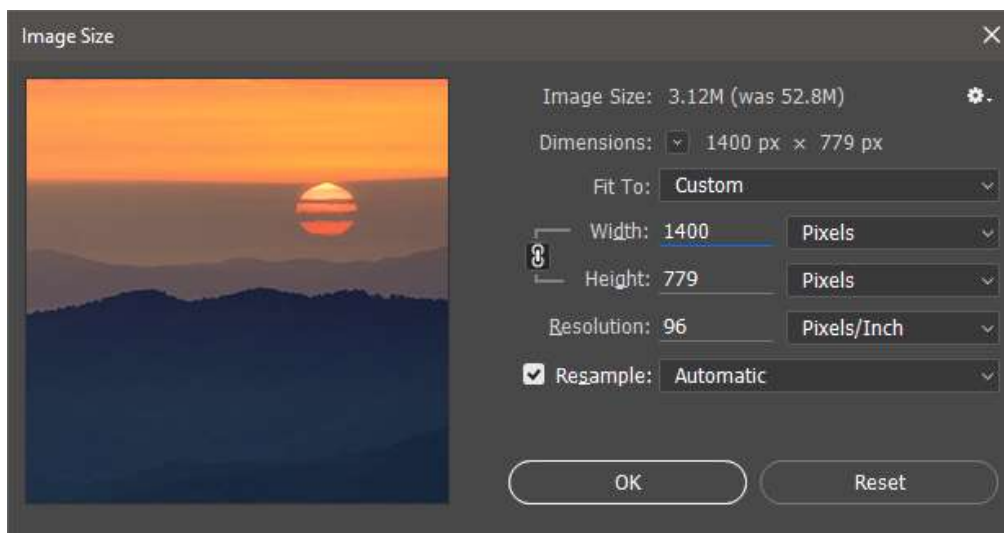 Image Size
Image Size: 3.12M (was 52.8M)
Dimensions: 1400 px × 779 px
Fit To: Custom
Width: 1400 Pixels
Height: 779 Pixels
Resolution: 96 Pixels/Inch
Resample: Automatic
OK Reset